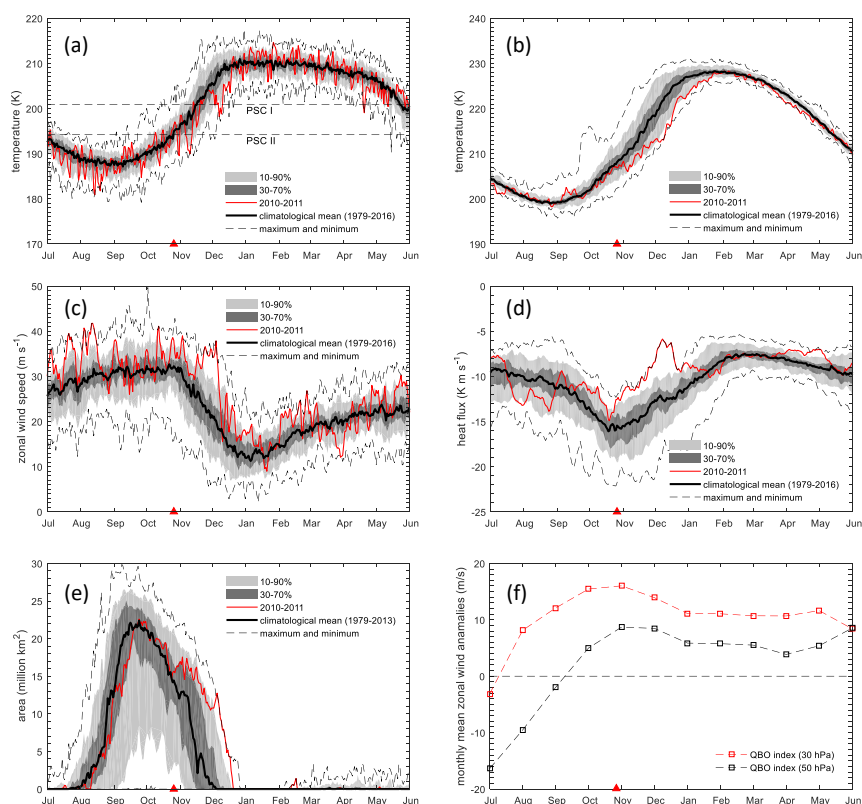 (a)
temperature (K)
220
210
200
190
180
170
PSC I
PSC II
10-90%
30-70%
2010-2011
climatological mean (1979-2016)
maximum and minimum
Jul Aug Sep Oct Nov Dec Jan Feb Mar Apr May Jun
(b)
temperature (K)
240
230
220
210
200
190
10-90%
30-70%
2010-2011
climatological mean (1979-2016)
maximum and minimum
Jul Aug Sep Oct Nov Dec Jan Feb Mar Apr May Jun
(c)
zonal wind speed (m s⁻¹)
50
40
30
20
10
0
10-90%
30-70%
2010-2011
climatological mean (1979-2016)
maximum and minimum
Jul Aug Sep Oct Nov Dec Jan Feb Mar Apr May Jun
(d)
heat flux (K m s⁻¹)
0
-5
-10
-15
-20
-25
10-90%
30-70%
2010-2011
climatological mean (1979-2016)
maximum and minimum
Jul Aug Sep Oct Nov Dec Jan Feb Mar Apr May Jun
(e)
area (million km²)
30
25
20
15
10
5
0
10-90%
30-70%
2010-2011
climatological mean (1979-2013)
maximum and minimum
Jul Aug Sep Oct Nov Dec Jan Feb Mar Apr May Jun
(f)
monthly mean zonal wind anamalies (m/s)
20
10
0
-10
-20
QBO index (30 hPa)
QBO index (50 hPa)
Jul Aug Sep Oct Nov Dec Jan Feb Mar Apr May Jun